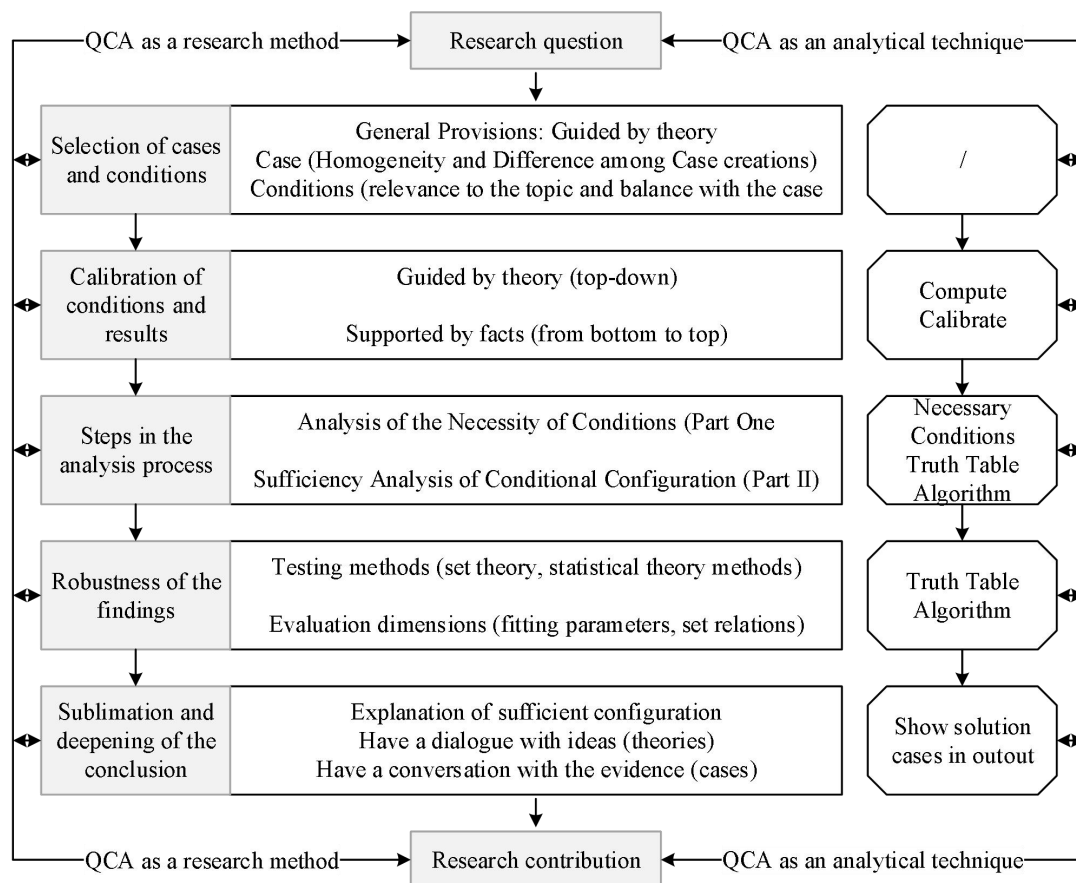 QCA as a research method
Research question
QCA as an analytical technique
Selection of cases
and conditions
General Provisions: Guided by theory
Case (Homogeneity and Difference among Case creations)
Conditions (relevance to the topic and balance with the case
/
Calibration of
conditions and
results
Guided by theory (top-down)
Supported by facts (from bottom to top)
Compute
Calibrate
Steps in the
analysis process
Analysis of the Necessity of Conditions (Part One
Sufficiency Analysis of Conditional Configuration (Part II)
Necessary
Conditions
Truth Table
Algorithm
Robustness of the
findings
Testing methods (set theory, statistical theory methods)
Evaluation dimensions (fitting parameters, set relations)
Truth Table
Algorithm
Sublimation and
deepening of the
conclusion
Explanation of sufficient configuration
Have a dialogue with ideas (theories)
Have a conversation with the evidence (cases)
Show solution
cases in outout
QCA as a research method
Research contribution
QCA as an analytical technique